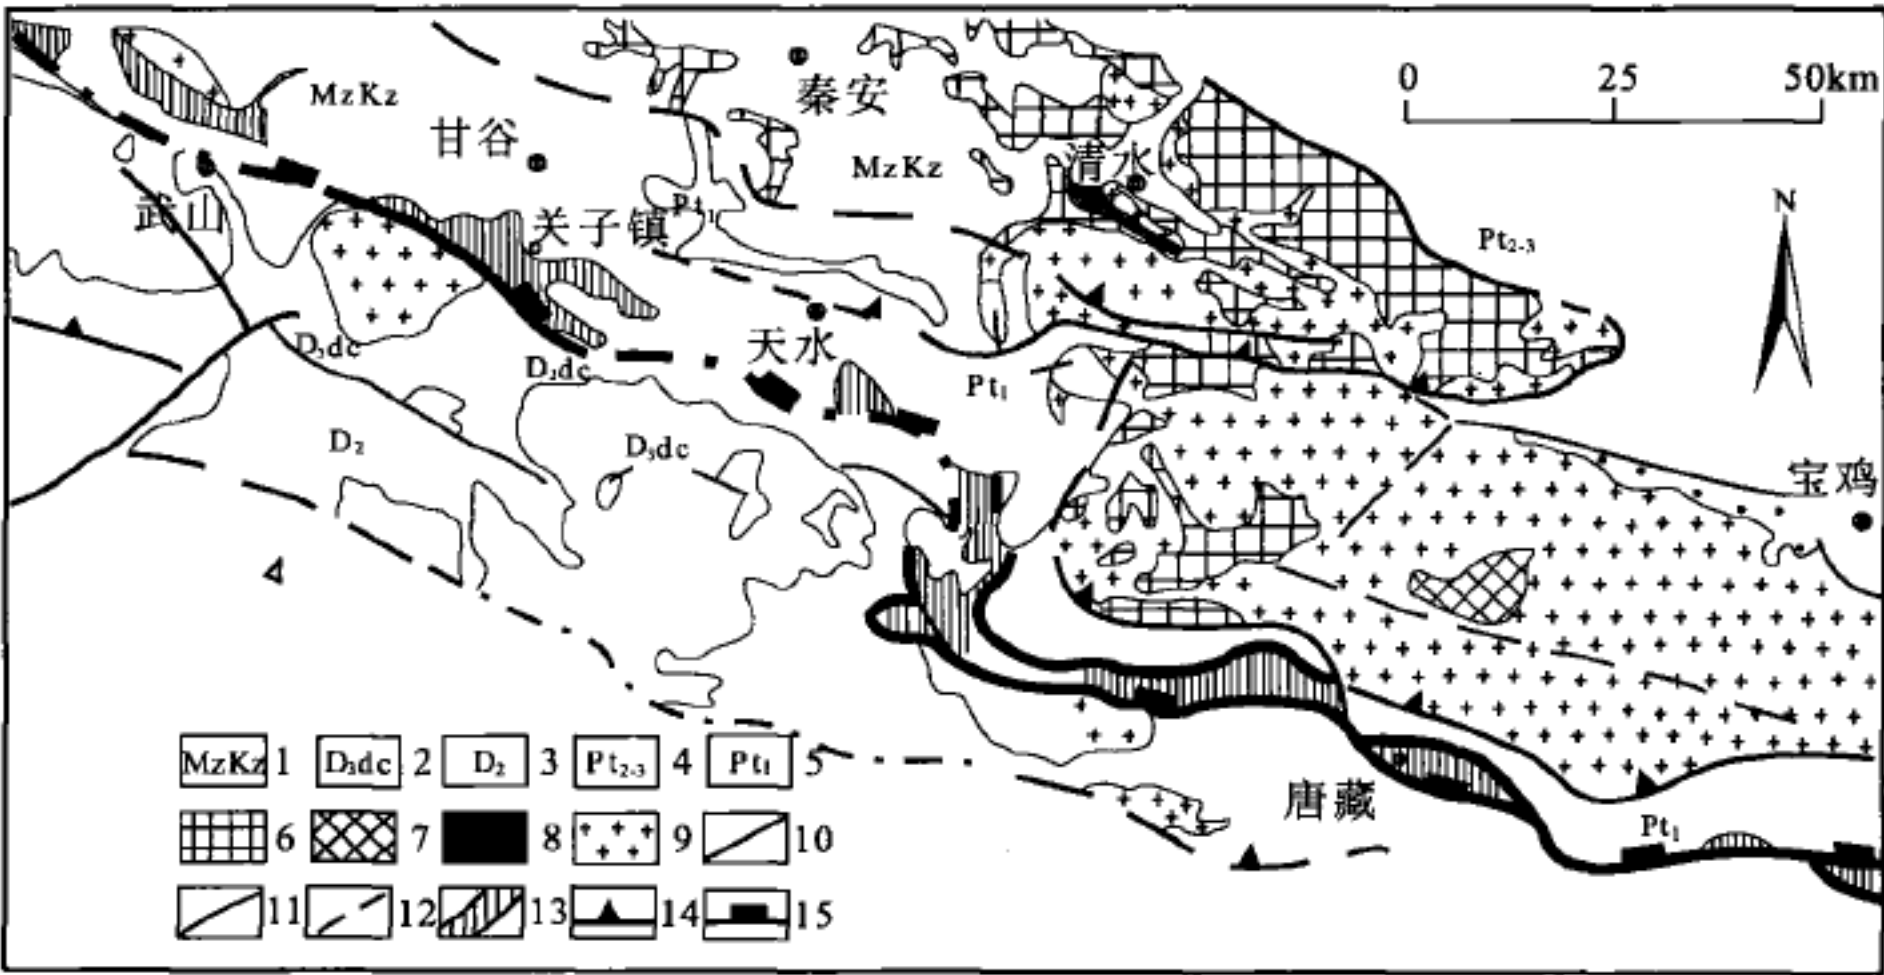 0 25 50km
MzKz
秦安
甘谷
MzKz
清水
N
武山
关子镇
Pt₁
Pt₂₋₃
D₃dc
天水
D₃dc
Pt₁
D₂
D₃dc
宝鸡
唐藏
Pt₁
MzKz 1 D₃dc 2 D₂ 3 Pt₂₋₃ 4 Pt₁ 5
6 7 8 9 10
11 12 13 14 15